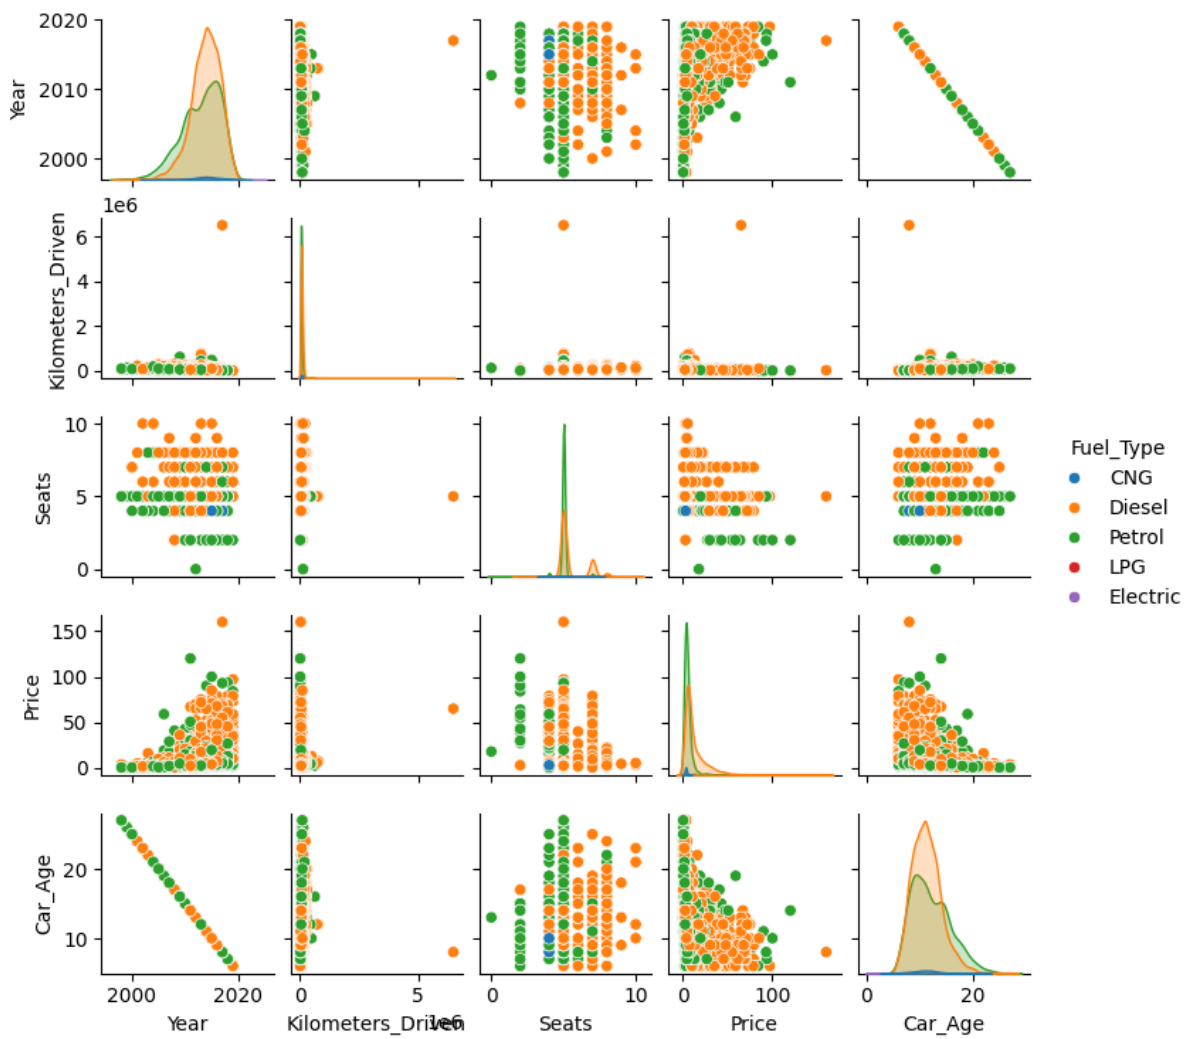 2020
2010
2000
Year
1e6
6
4
2
0
Kilometers_Driven
10
5
0
Seats
150
100
50
0
Price
20
10
Car_Age
2000 2020
0 5
0 10
0 100
0 20
1e6
Year Kilometers_Driven Seats Price Car_Age
Fuel_Type
CNG
Diesel
Petrol
LPG
Electric